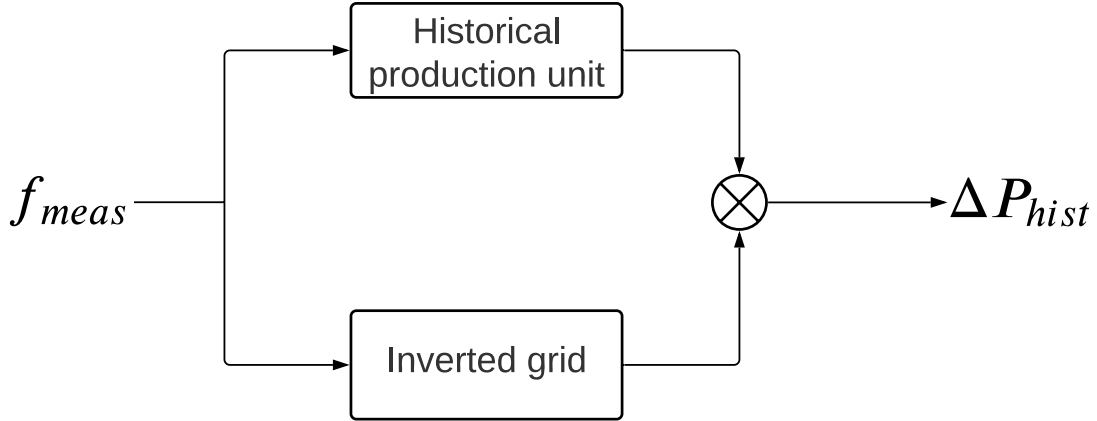 Historical
production unit
f_meas
ΔP_hist
Inverted grid